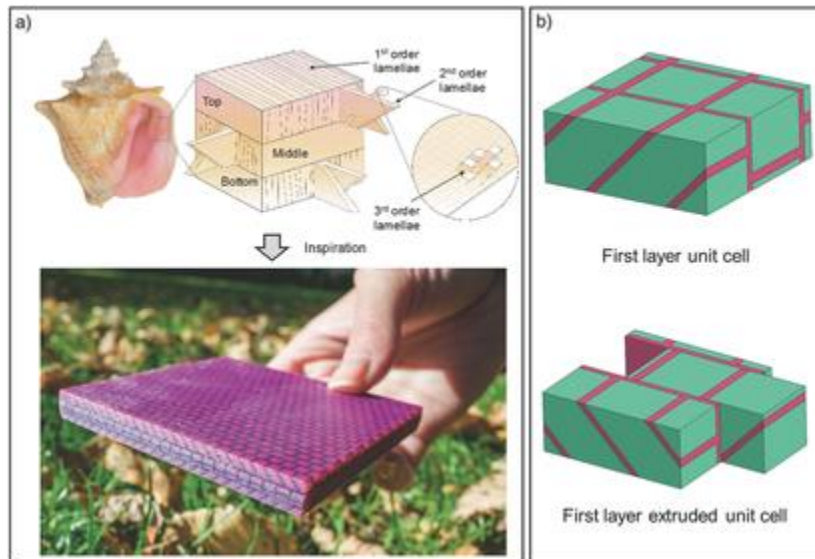 a)
1st order
lamellae
2nd order
lamellae
Top
Middle
Bottom
3rd order
lamellae
Inspiration
b)
First layer unit cell
First layer extruded unit cell